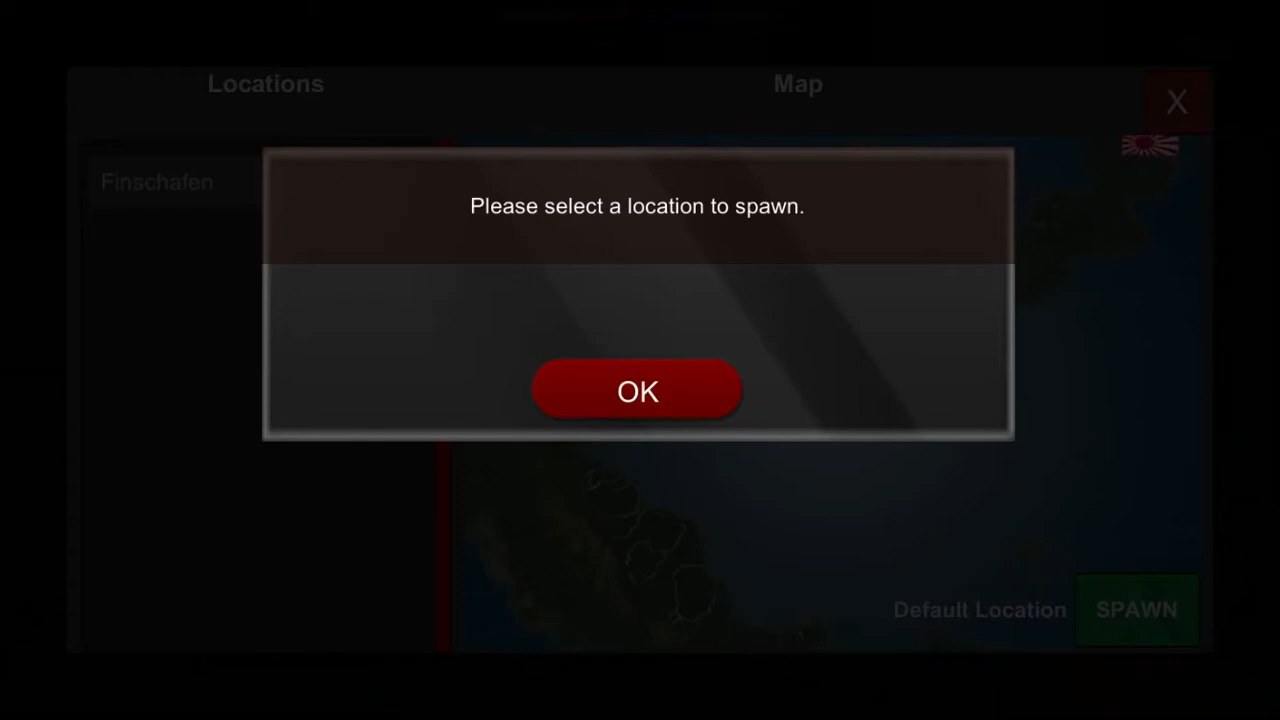 Locations
Map
X
Finschafen
Please select a location to spawn.
OK
Default Location
SPAWN